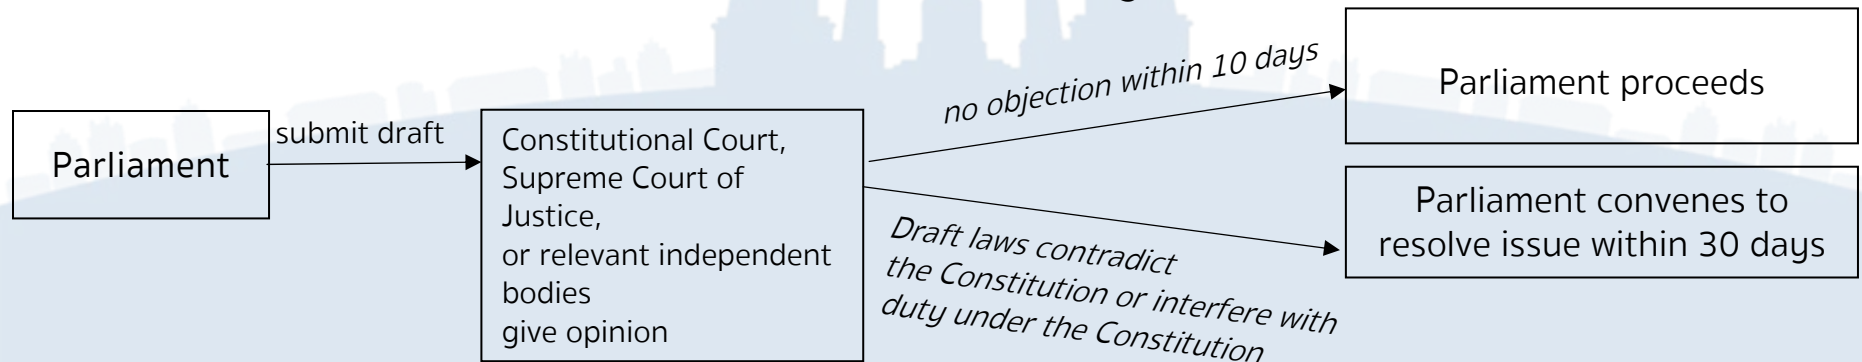 Parliament
submit draft
Constitutional Court,
Supreme Court of
Justice,
or relevant independent
bodies
give opinion
no objection within 10 days
Parliament proceeds
Draft laws contradict
the Constitution or interfere with
duty under the Constitution
Parliament convenes to
resolve issue within 30 days